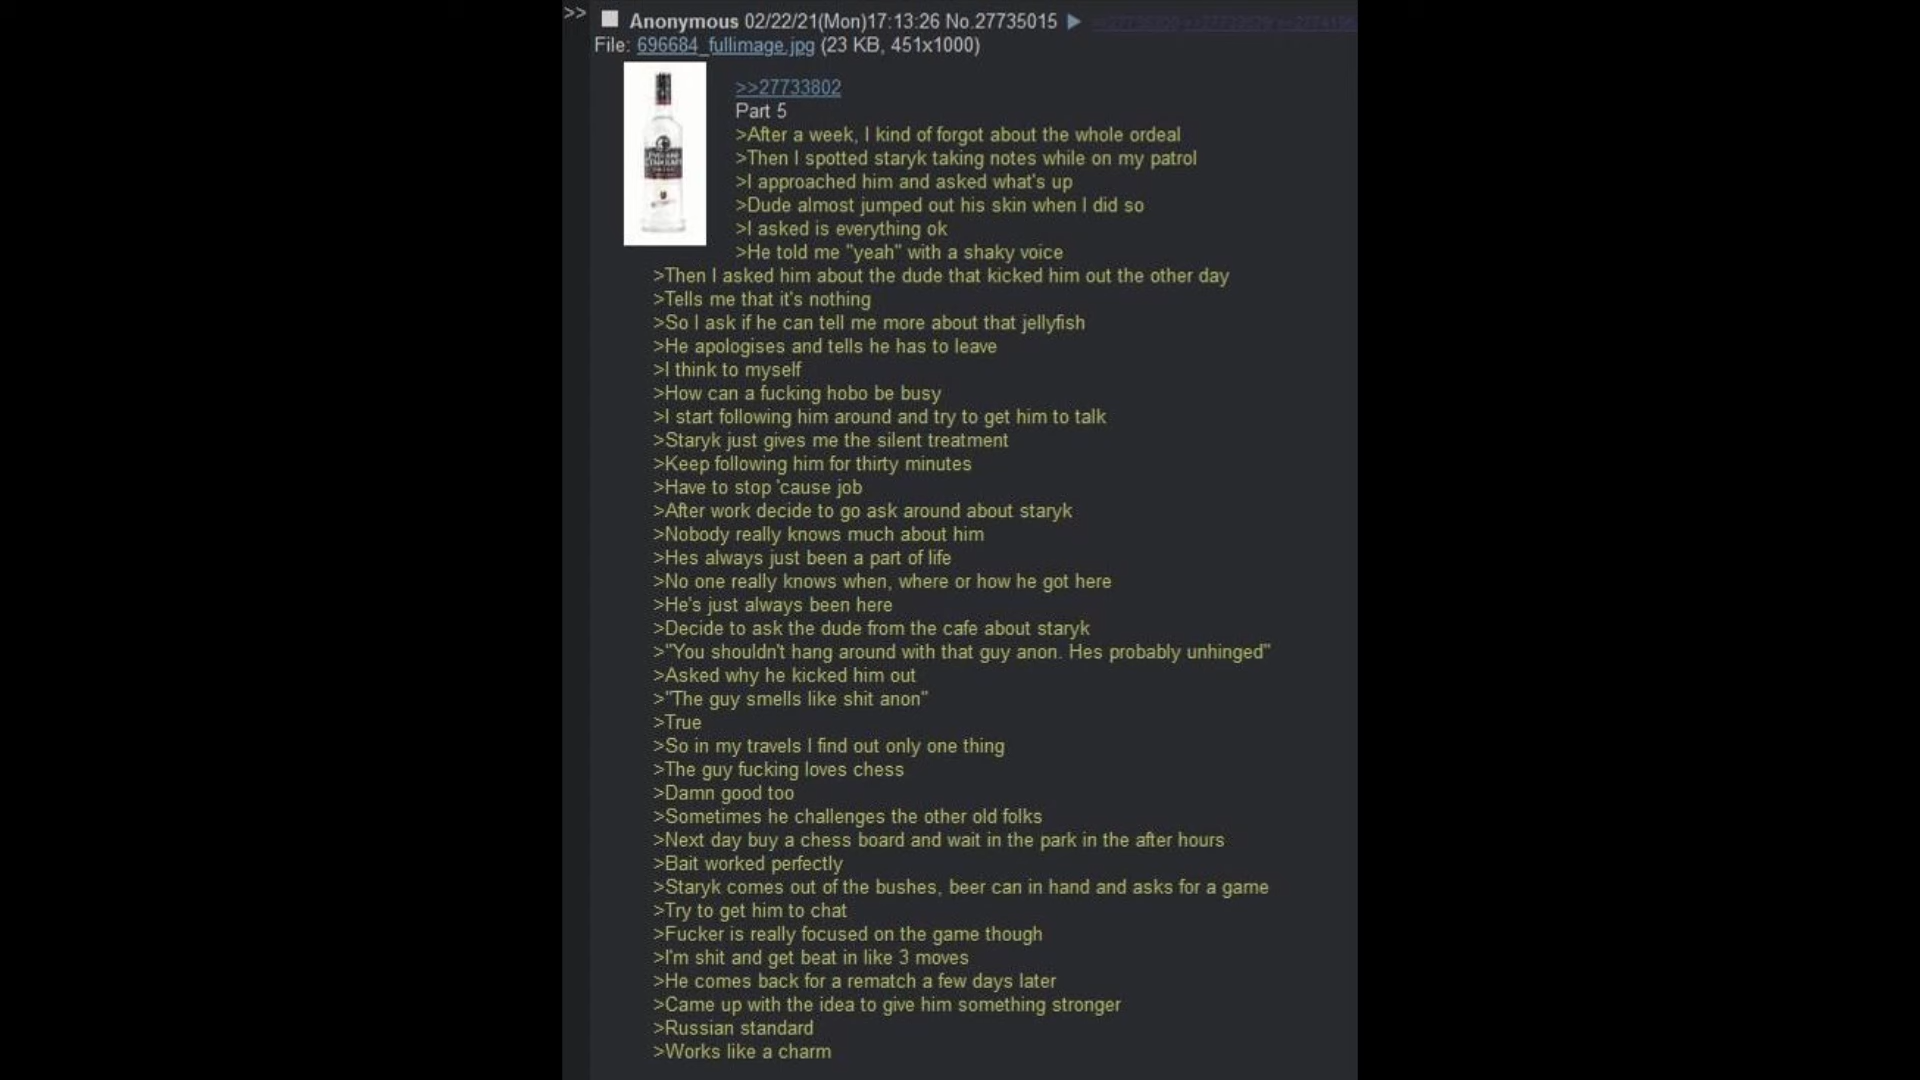 >> Anonymous 02/22/21(Mon)17:13:26 No.27735015
File: 696684_fullimage.jpg (23 KB, 451x1000)
>>27733802
Part 5
>After a week, I kind of forgot about the whole ordeal
>Then I spotted staryk taking notes while on my patrol
>I approached him and asked what's up
>Dude almost jumped out his skin when I did so
>I asked is everything ok
>He told me "yeah" with a shaky voice
>Then I asked him about the dude that kicked him out the other day
>Tells me that it's nothing
>So I ask if he can tell me more about that jellyfish
>He apologises and tells he has to leave
>I think to myself
>How can a fucking hobo be busy
>I start following him around and try to get him to talk
>Staryk just gives me the silent treatment
>Keep following him for thirty minutes
>Have to stop 'cause job
>After work decide to go ask around about staryk
>Nobody really knows much about him
>Hes always just been a part of life
>No one really knows when, where or how he got here
>He's just always been here
>Decide to ask the dude from the cafe about staryk
>"You shouldn't hang around with that guy anon. Hes probably unhinged"
>Asked why he kicked him out
>"The guy smells like shit anon"
>True
>So in my travels I find out only one thing
>The guy fucking loves chess
>Damn good too
>Sometimes he challenges the other old folks
>Next day buy a chess board and wait in the park in the after hours
>Bait worked perfectly
>Staryk comes out of the bushes, beer can in hand and asks for a game
>Try to get him to chat
>Fucker is really focused on the game though
>I'm shit and get beat in like 3 moves
>He comes back for a rematch a few days later
>Came up with the idea to give him something stronger
>Russian standard
>Works like a charm